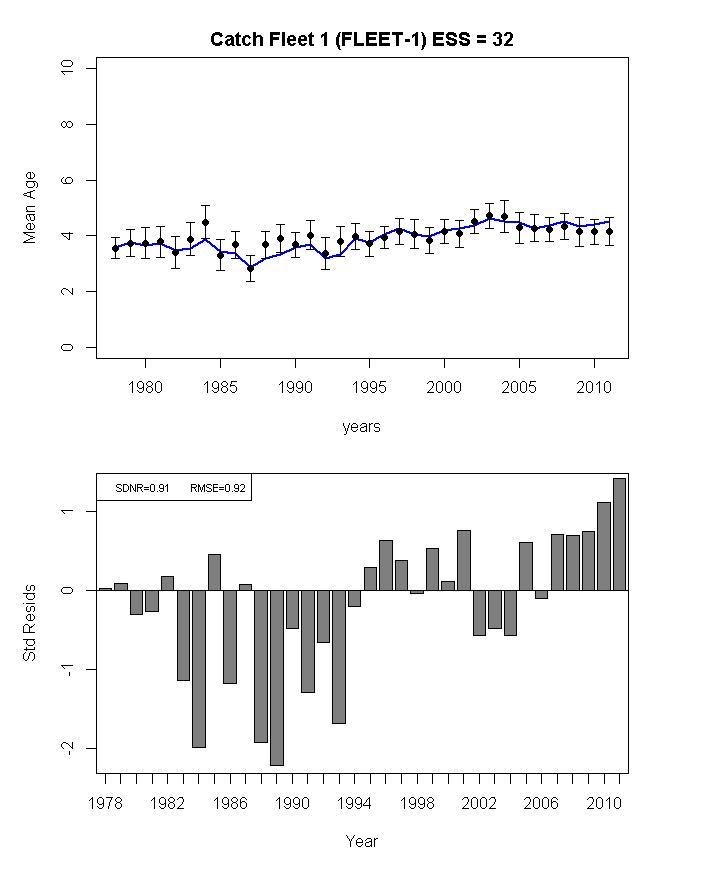 Catch Fleet 1 (FLEET-1) ESS = 32
10
8
6
4
2
0
Mean Age
1980 1985 1990 1995 2000 2005 2010
years
SDNR=0.91 RMSE=0.92
1
0
-1
-2
Std Resids
1978 1982 1986 1990 1994 1998 2002 2006 2010
Year